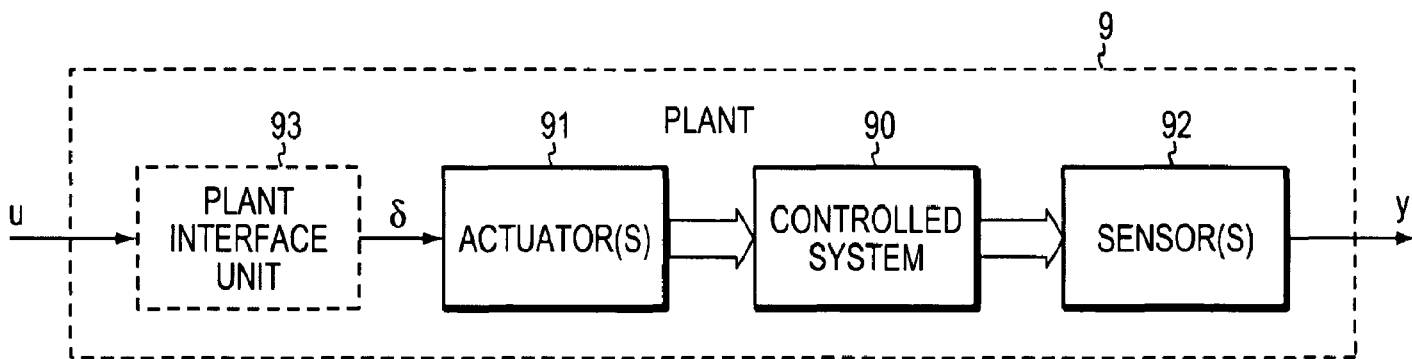 9
PLANT
93
91
90
92
u
PLANT
INTERFACE
UNIT
δ
ACTUATOR(S)
CONTROLLED
SYSTEM
SENSOR(S)
y